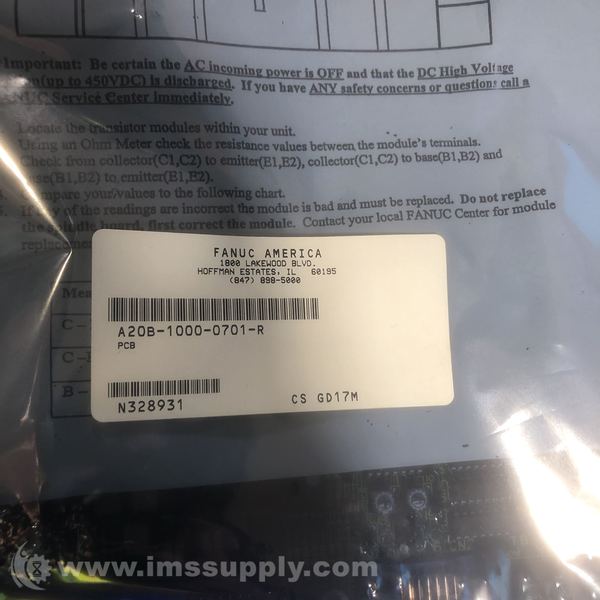 Important: Be certain the AC incoming power is OFF and that the DC High Voltage
(up to 450VDC) is discharged. If you have ANY safety concerns or questions call a
FANUC Service Center immediately.
Locate the transistor modules within your unit.
Using an Ohm Meter check the resistance values between the module's terminals.
Check from collector(C1,C2) to emitter(E1,E2), collector(C1,C2) to base(B1,B2) and
base(B1,B2) to emitter(E1,E2).
Compare your values to the following chart.
If any of the readings are incorrect the module is bad and must be replaced. Do not replace
the spindle board, first correct the module. Contact your local FANUC Center for module
Mea
C -
C-E
B -
FANUC AMERICA
1800 LAKEWOOD BLVD.
HOFFMAN ESTATES, IL 60195
(847) 898-5000
A20B-1000-0701-R
PCB
N328931
CS GD17M
www.imssupply.com